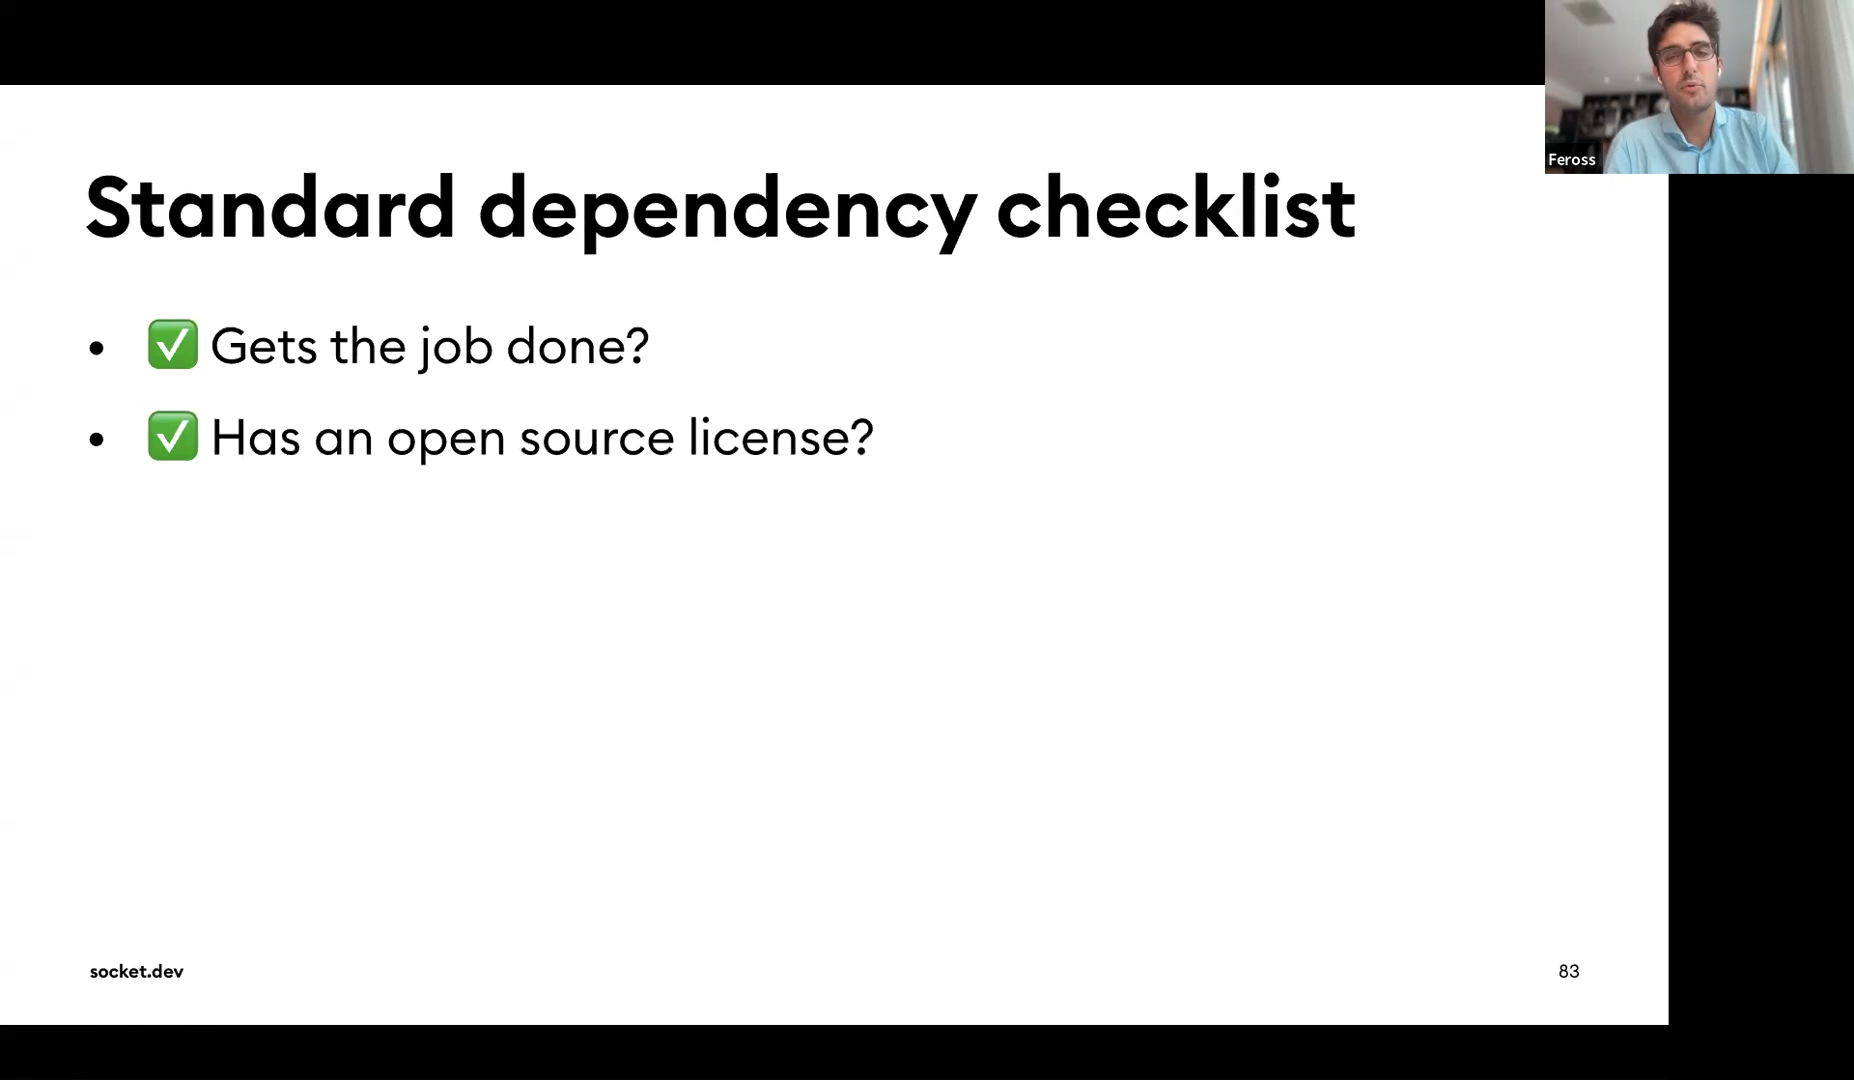 Feross
Standard dependency checklist
• ✅ Gets the job done?
• ✅ Has an open source license?
socket.dev
83